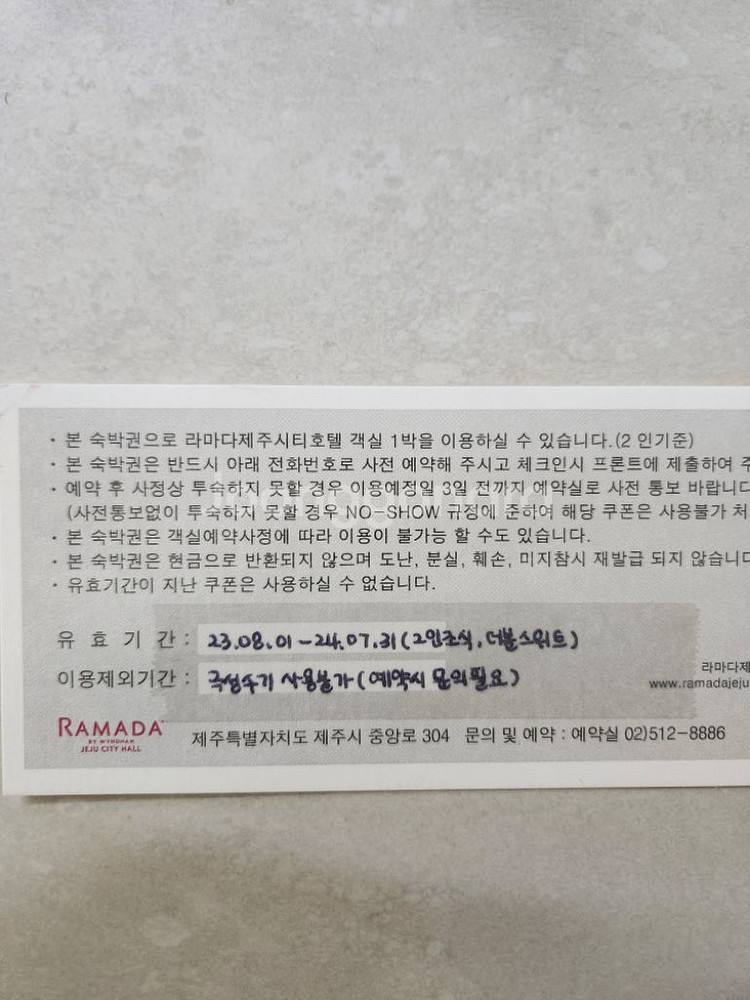 · 본 숙박권으로 라마다제주시티호텔 객실 1박을 이용하실 수 있습니다.(2 인기준)
· 본 숙박권은 반드시 아래 전화번호로 사전 예약해 주시고 체크인시 프론트에 제출하여 주
· 예약 후 사정상 투숙하지 못할 경우 이용예정일 3일 전까지 예약실로 사전 통보 바랍니다
(사전통보없이 투숙하지 못할 경우 NO-SHOW 규정에 준하여 해당 쿠폰은 사용불가 처
· 본 숙박권은 객실예약사정에 따라 이용이 불가능 할 수도 있습니다.
· 본 숙박권은 현금으로 반환되지 않으며 도난, 분실, 훼손, 미지참시 재발급 되지 않습니다
· 유효기간이 지난 쿠폰은 사용하실 수 없습니다.
유 효 기 간 : 23.08.01-24.07.31(2인조식, 더블스위트)
이용제외기간 : 극성수기 사용불가(예약시 문의필요)
라마다제
www.ramadajeju
RAMADA
BY WYNDHAM
JEJU CITY HALL
제주특별자치도 제주시 중앙로 304 문의 및 예약 : 예약실 02)512-8886